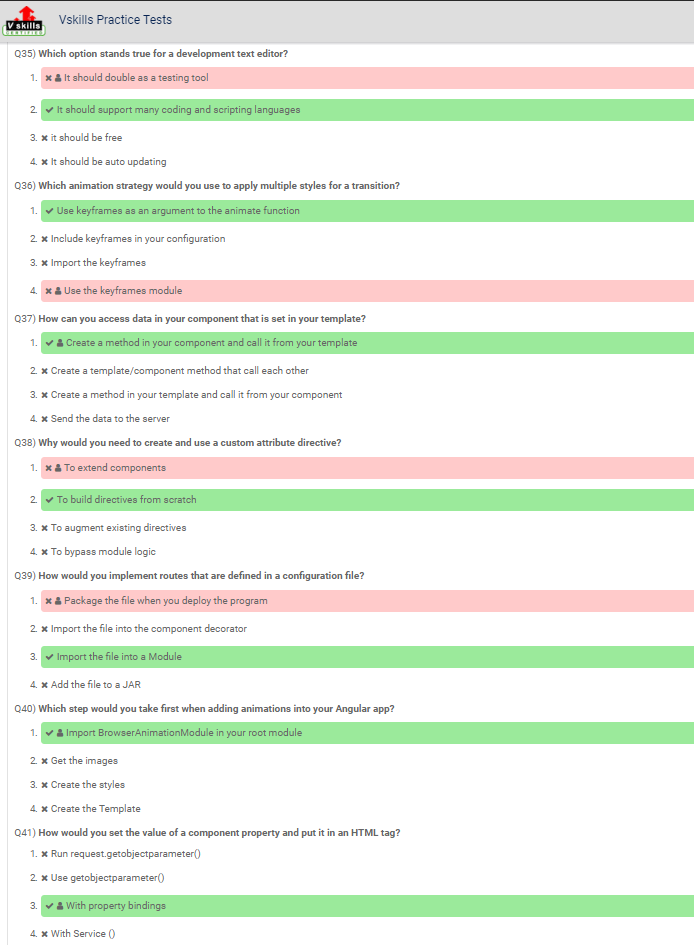 V skills
CERTIFIED
Vskills Practice Tests
Q35) Which option stands true for a development text editor?
1. ✖ It should double as a testing tool
2. ✔ It should support many coding and scripting languages
3. ✖ it should be free
4. ✖ It should be auto updating
Q36) Which animation strategy would you use to apply multiple styles for a transition?
1. ✔ Use keyframes as an argument to the animate function
2. ✖ Include keyframes in your configuration
3. ✖ Import the keyframes
4. ✖ Use the keyframes module
Q37) How can you access data in your component that is set in your template?
1. ✔ Create a method in your component and call it from your template
2. ✖ Create a template/component method that call each other
3. ✖ Create a method in your template and call it from your component
4. ✖ Send the data to the server
Q38) Why would you need to create and use a custom attribute directive?
1. ✖ To extend components
2. ✔ To build directives from scratch
3. ✖ To augment existing directives
4. ✖ To bypass module logic
Q39) How would you implement routes that are defined in a configuration file?
1. ✖ Package the file when you deploy the program
2. ✖ Import the file into the component decorator
3. ✔ Import the file into a Module
4. ✖ Add the file to a JAR
Q40) Which step would you take first when adding animations into your Angular app?
1. ✔ Import BrowserAnimationModule in your root module
2. ✖ Get the images
3. ✖ Create the styles
4. ✖ Create the Template
Q41) How would you set the value of a component property and put it in an HTML tag?
1. ✖ Run request.getobjectparameter()
2. ✖ Use getobjectparameter()
3. ✔ With property bindings
4. ✖ With Service ()